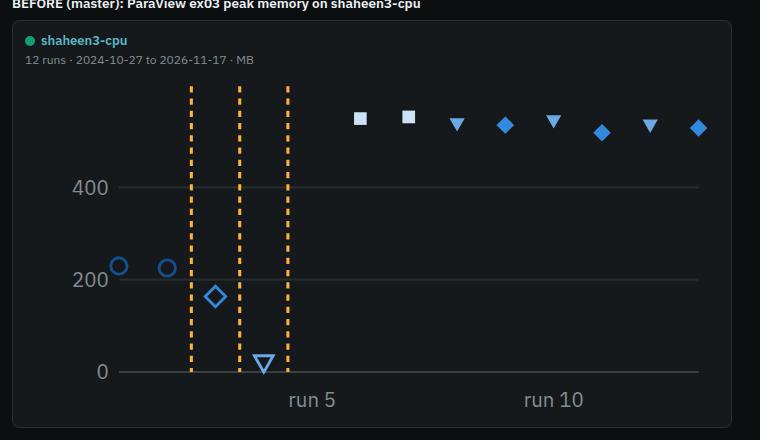 BEFORE (master): ParaView ex03 peak memory on shaheen3-cpu
shaheen3-cpu
12 runs · 2024-10-27 to 2026-11-17 · MB
400
200
0
run 5
run 10